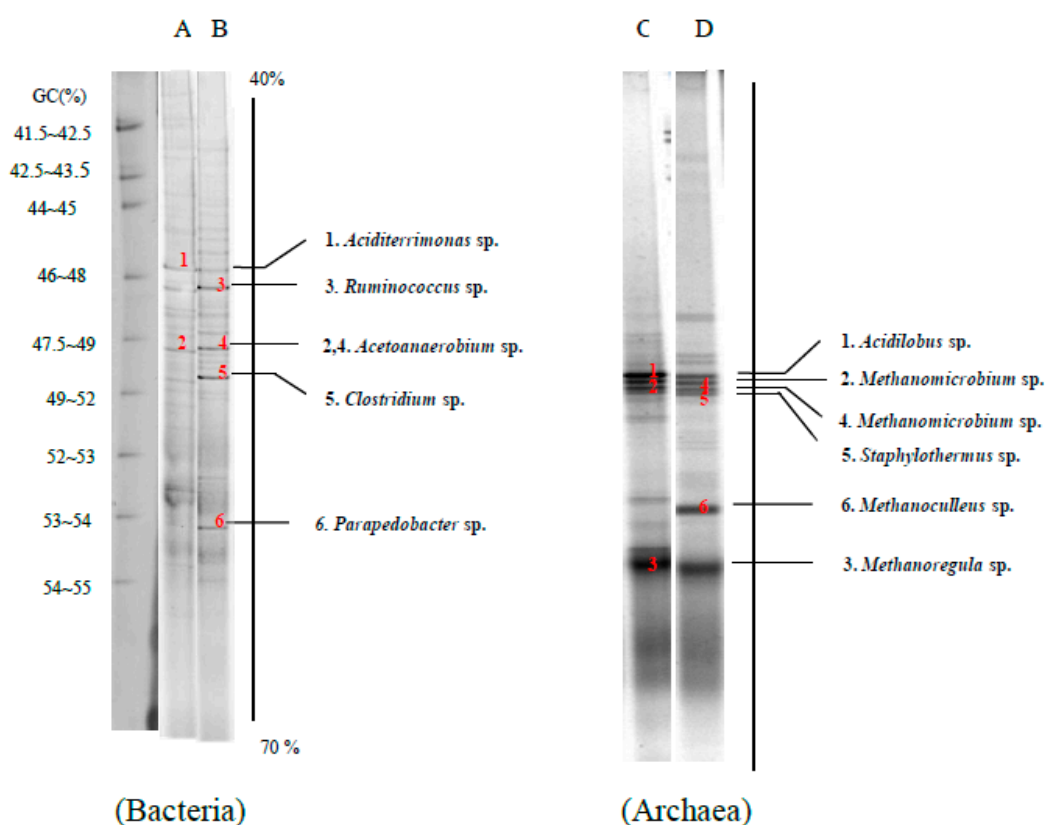 A B
C D
40%
GC(%)
41.5~42.5
42.5~43.5
44~45
46~48
47.5~49
49~52
52~53
53~54
54~55
1
2
3
4
5
6
1. Aciditerrimonas sp.
3. Ruminococcus sp.
2,4. Acetoanaerobium sp.
5. Clostridium sp.
6. Parapedobacter sp.
70 %
(Bacteria)
1
2
4
5
6
3
1. Acidilobus sp.
2. Methanomicrobium sp.
4. Methanomicrobium sp.
5. Staphylothermus sp.
6. Methanoculleus sp.
3. Methanoregula sp.
(Archaea)